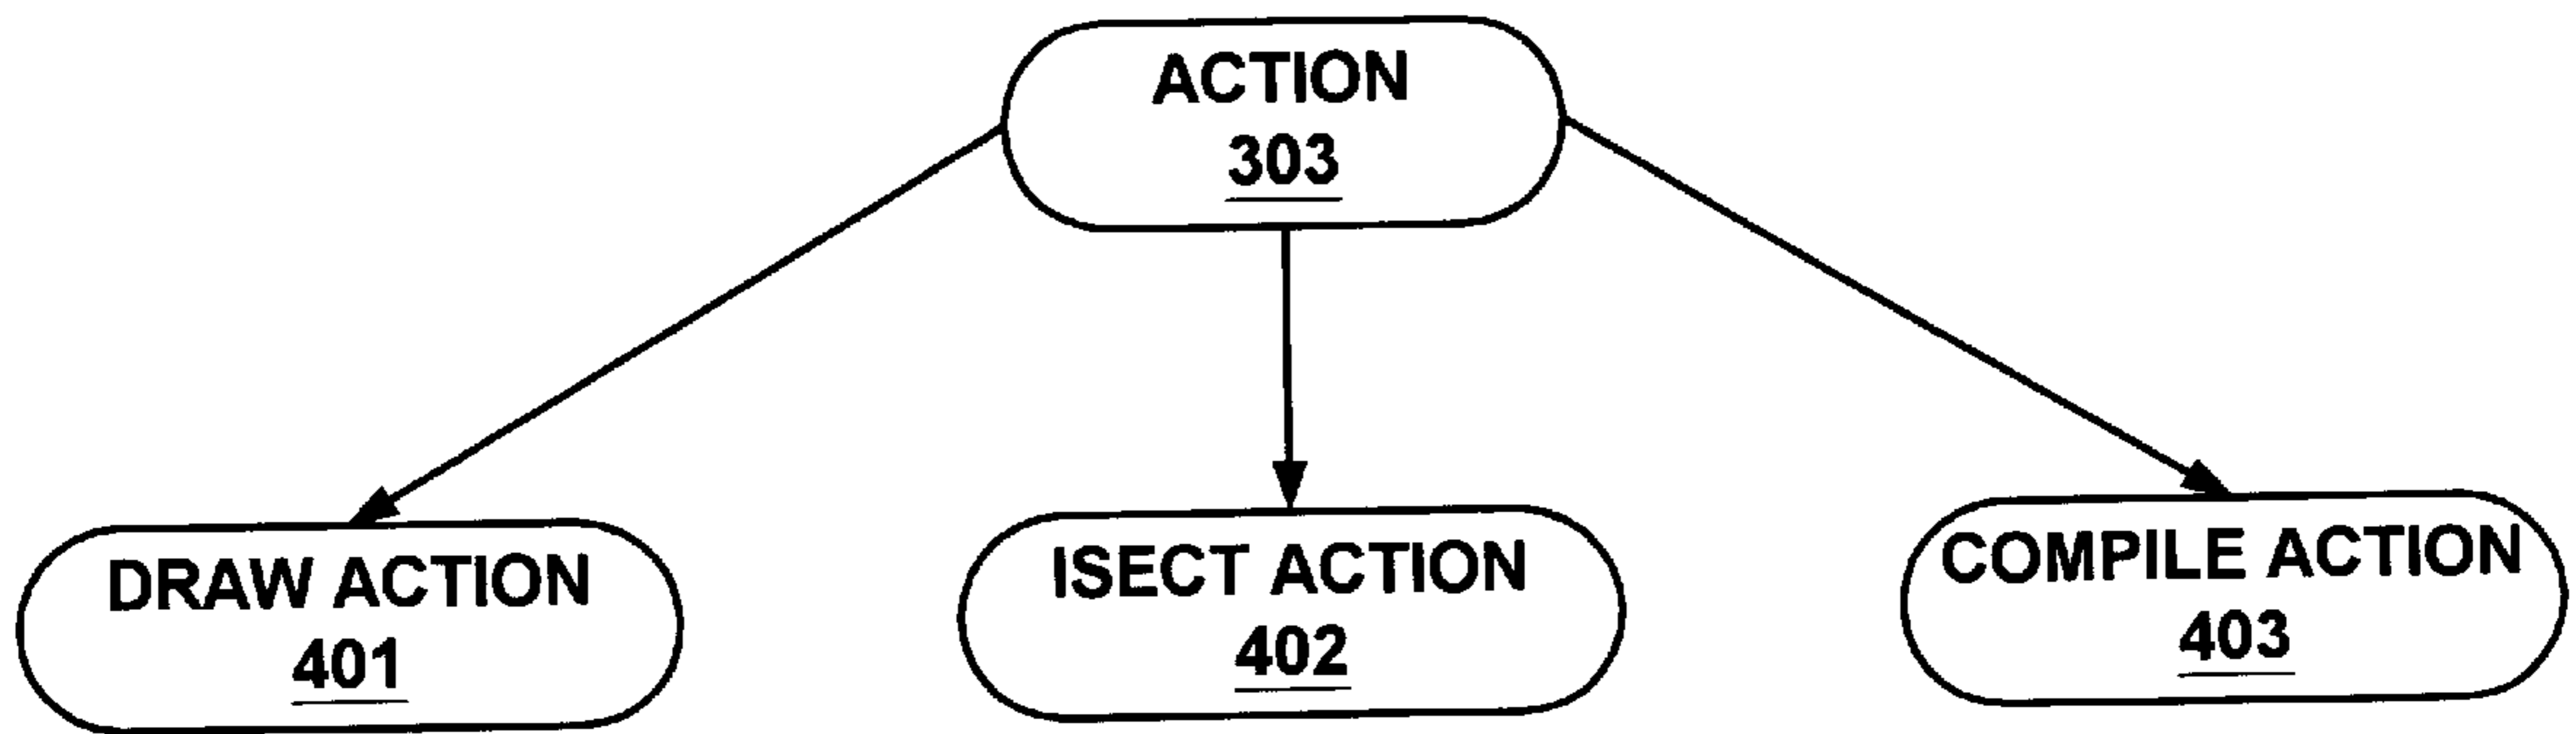 ACTION
303
DRAW ACTION
401
ISECT ACTION
402
COMPILE ACTION
403